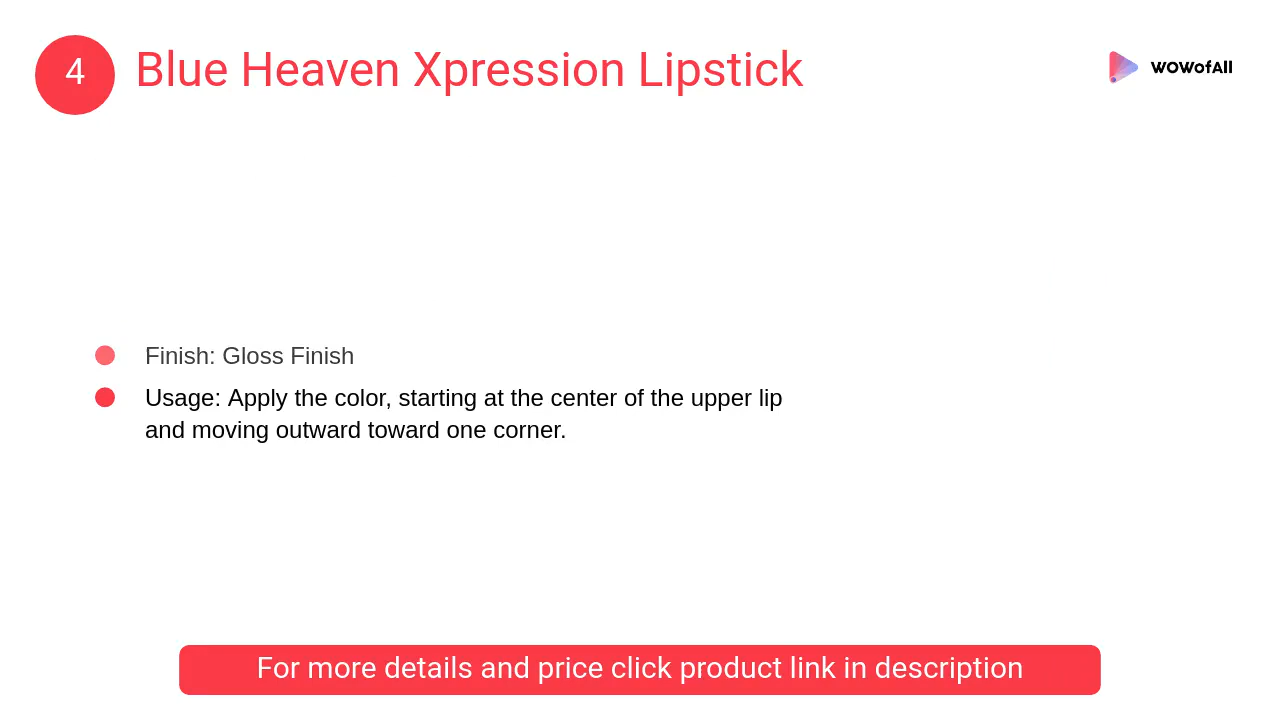 4
Blue Heaven Xpression Lipstick
WOWofAll
Finish: Gloss Finish
Usage: Apply the color, starting at the center of the upper lip
and moving outward toward one corner.
For more details and price click product link in description